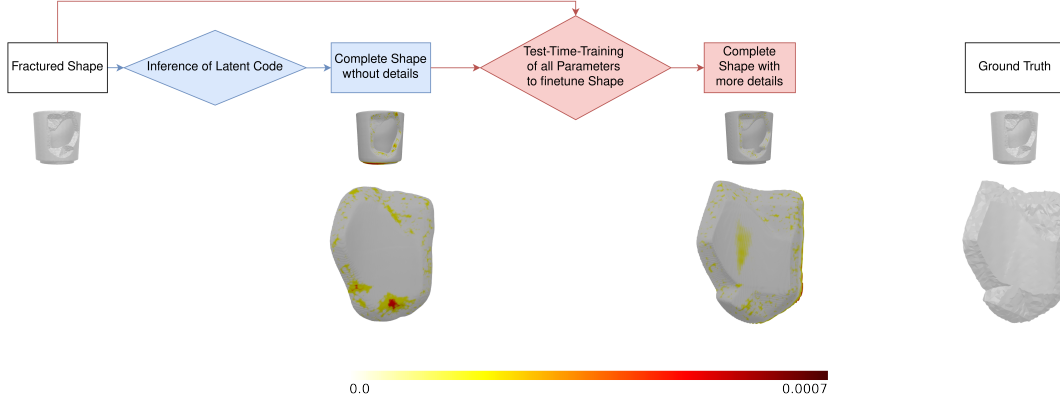 Fractured Shape
Inference of Latent Code
Complete Shape
without details
Test-Time-Training
of all Parameters
to finetune Shape
Complete
Shape with
more details
Ground Truth
0.0
0.0007